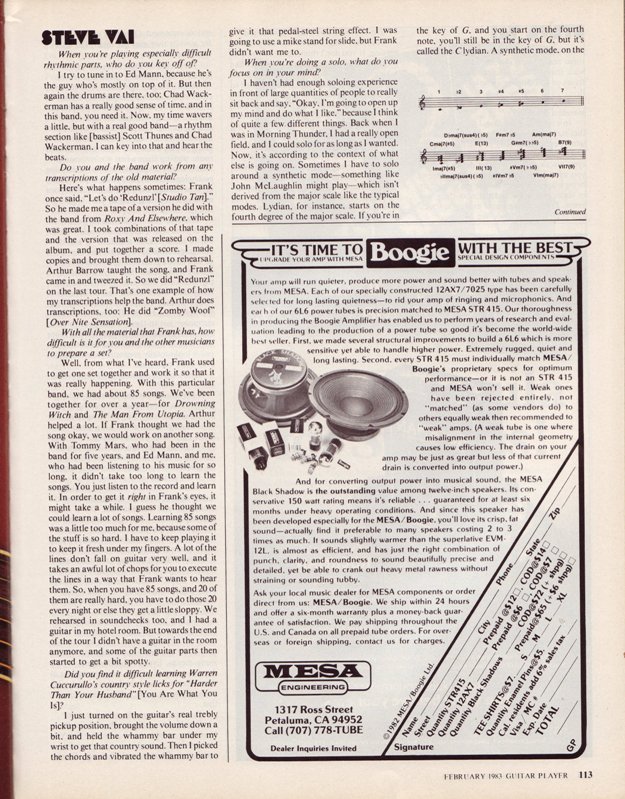 STEVE VAI
When you're playing especially difficult
rhythmic parts, who do you key off of?
I try to tune in to Ed Mann, because he's
the guy who's mostly on top of it. But then
again the drums are there, too; Chad Wack-
erman has a really good sense of time, and in
this band, you need it. Now, my time wavers
a little, but with a real good band—a rhythm
section like [bassist] Scott Thunes and Chad
Wackerman, I can key into that and hear the
beats.
Do you and the band work from any
transcriptions of the old material?
Here's what happens sometimes: Frank
once said, "Let's do 'Redunzl' [Studio Tan]."
So he made me a tape of a version he did with
the band from Roxy And Elsewhere, which
was great. I took combinations of that tape
and the version that was released on the
album, and put together a score. I made
copies and brought them down to rehearsal.
Arthur Barrow taught the song, and Frank
came in and tweezed it. So we did "Redunzl"
on the last tour. That's one example of how
my transcriptions help the band. Arthur does
transcriptions, too: He did "Zomby Woof"
[Over Nite Sensation].
With all the material that Frank has, how
difficult is it for you and the other musicians
to prepare a set?
Well, from what I've heard, Frank used
to get one set together and work it so that it
was really happening. With this particular
band, we had about 85 songs. We've been
together for over a year—for Drowning
Witch and The Man From Utopia. Arthur
helped a lot. If Frank thought we had the
song okay, we would work on another song.
With Tommy Mars, who had been in the
band for five years, and Ed Mann, and me,
who had been listening to his music for so
long, it didn't take too long to learn the
songs. You just listen to the record and learn
it. In order to get it right in Frank's eyes, it
might take a while. I guess he thought we
could learn a lot of songs. Learning 85 songs
was a little too much for me, because some of
the stuff is so hard. I have to keep playing it
to keep it fresh under my fingers. A lot of the
lines don't fall on guitar very well, and it
takes an awful lot of chops for you to execute
the lines in a way that Frank wants to hear
them. So, when you have 85 songs, and 20 of
them are really hard, you have to do those 20
every night or else they get a little sloppy. We
rehearsed in soundchecks too, and I had a
guitar in my hotel room. But towards the end
of the tour I didn't have a guitar in the room
anymore, and some of the guitar parts then
started to get a bit spotty.
Did you find it difficult learning Warren
Cuccurullo's country style licks for "Harder
Than Your Husband" [You Are What You
Is]?
I just turned on the guitar's real trebly
pickup position, brought the volume down a
bit, and held the whammy bar under my
wrist to get that country sound. Then I picked
the chords and vibrated the whammy bar to
give it that pedal-steel string effect. I was
going to use a mike stand for slide, but Frank
didn't want me to.
When you're doing a solo, what do you
focus on in your mind?
I haven't had enough soloing experience
in front of large quantities of people to really
sit back and say, "Okay, I'm going to open up
my mind and do what I like," because I think
of quite a few different things. Back when I
was in Morning Thunder, I had a really open
field, and I could solo for as long as I wanted.
Now, it's according to the context of what
else is going on. Sometimes I have to solo
around a synthetic mode—something like
John McLaughlin might play—which isn't
derived from the major scale like the typical
modes. Lydian, for instance, starts on the
fourth degree of the major scale. If you're in
the key of G, and you start on the fourth
note, you'll still be in the key of G, but it's
called the C lydian. A synthetic mode, on the
Continued
IT'S TIME TO Boogie WITH THE BEST
UPGRADE YOUR AMP WITH MESA SPECIAL DESIGN COMPONENTS
Your amp will run quieter, produce more power and sound better with tubes and speak-
ers from MESA. Each of our specially constructed 12AX7/7025 type has been carefully
selected for long lasting quietness—to rid your amp of ringing and microphonics. And
each of our 6L6 power tubes is precision matched to MESA STR 415. Our thoroughness
in producing the Boogie Amplifier has enabled us to perform years of research and eval-
uation leading to the production of a power tube so good it's become the world-wide
best seller. First, we made several structural improvements to build a 6L6 which is more
sensitive yet able to handle higher power. Extremely rugged, quiet and
long lasting. Second, every STR 415 must individually match MESA/
Boogie's proprietary specs for optimum
performance—or it is not an STR 415
and MESA won't sell it. Weak ones
have been rejected entirely, not
"matched" (as some vendors do) to
others equally weak then recommended to
"weak" amps. (A weak tube is one where
misalignment in the internal geometry
causes low efficiency. The drain on your
amp may be just as great but less of that current
drain is converted into output power.)
And for converting output power into musical sound, the MESA
Black Shadow is the outstanding value among twelve-inch speakers. Its con-
servative 150 watt rating means it's reliable . . . guaranteed for at least six
months under heavy operating conditions. And since this speaker has
been developed especially for the MESA/Boogie, you'll love its crisp, fat
sound—actually find it preferable to many speakers costing 2 to 3
times as much. It sounds slightly warmer than the superlative EVM-
12L, is almost as efficient, and has just the right combination of
punch, clarity, and roundness to sound beautifully precise and
detailed, yet be able to crank out heavy metal rawness without
straining or sounding tubby.
Ask your local music dealer for MESA components or order
direct from us: MESA/Boogie. We ship within 24 hours
and offer a six-month warranty plus a money-back guar-
antee of satisfaction. We pay shipping throughout the
U.S. and Canada on all prepaid tube orders. For over-
seas or foreign shipping, contact us for charges.
MESA
ENGINEERING
1317 Ross Street
Petaluma, CA 94952
Call (707) 778-TUBE
Dealer Inquiries Invited
©1982 MESA/Boogie Ltd.
Name
Street
City State Zip
Phone
Quantity STR415 Prepaid @$12 COD@$14
Quantity 12AX7 Prepaid @$6 COD@$7
Quantity Black Shadows
TEE SHIRTS@$7. S M L XL
Cal. residents add 6% sales tax
Visa / MC #
Exp. Date
TOTAL
Signature
GP
FEBRUARY 1983 GUITAR PLAYER 113